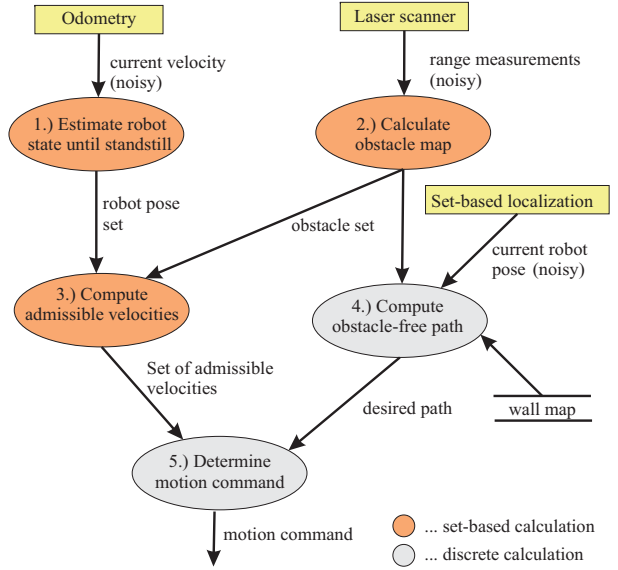 Odometry
Laser scanner
current velocity
(noisy)
range measurements
(noisy)
1.) Estimate robot
state until standstill
2.) Calculate
obstacle map
robot pose
set
obstacle set
Set-based localization
current robot
pose (noisy)
3.) Compute
admissible velocities
4.) Compute
obstacle-free path
Set of admissible
velocities
desired path
wall map
5.) Determine
motion command
motion command
... set-based calculation
... discrete calculation